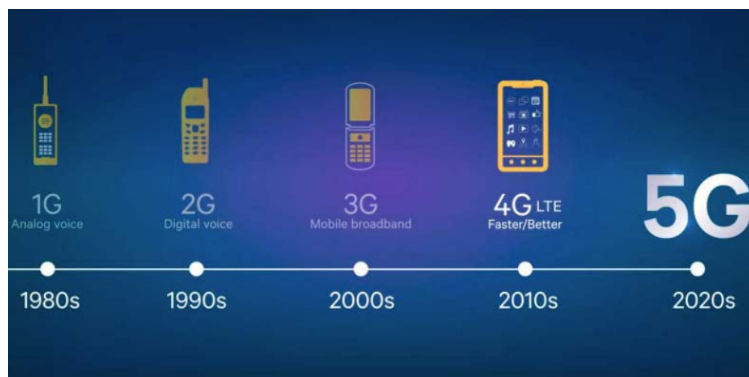 1G
Analog voice
2G
Digital voice
3G
Mobile broadband
4G LTE
Faster/Better
5G
1980s
1990s
2000s
2010s
2020s